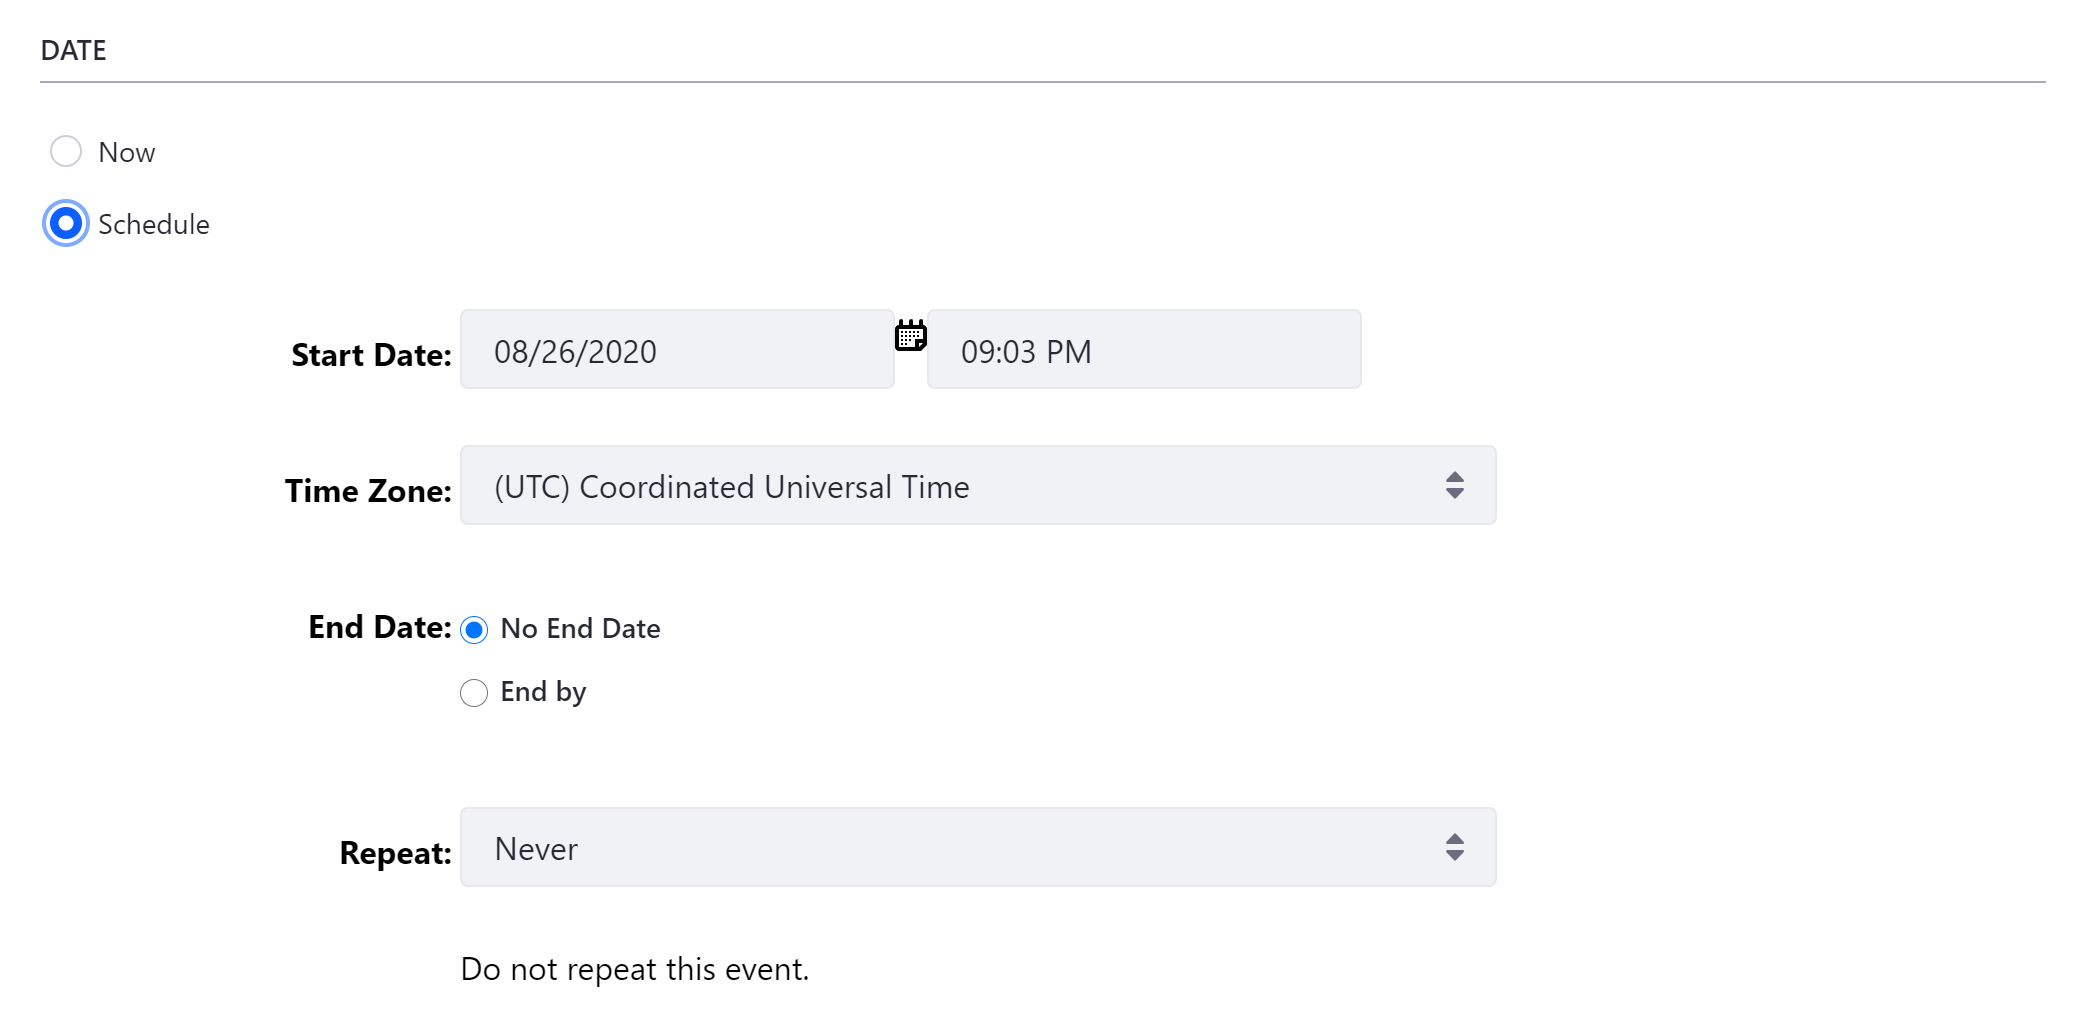 DATE
Now
Schedule
Start Date: 08/26/2020 09:03 PM
Time Zone: (UTC) Coordinated Universal Time
End Date: No End Date
End by
Repeat: Never
Do not repeat this event.